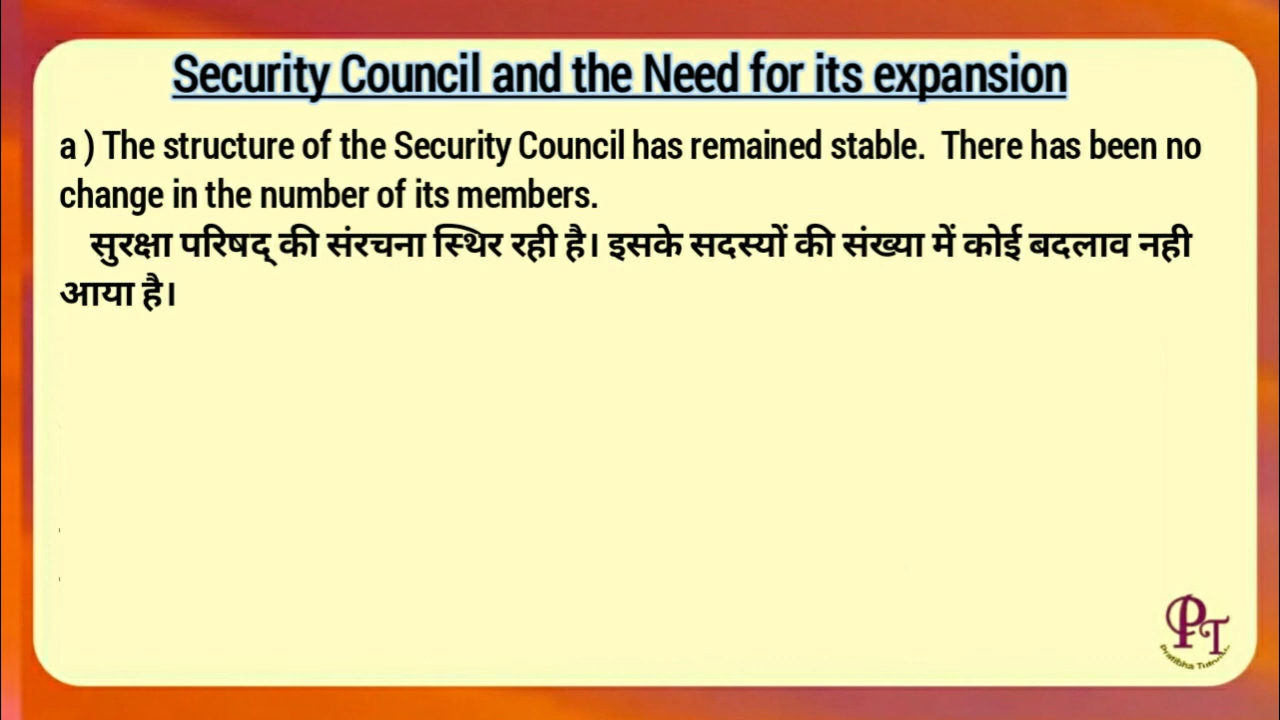 Security Council and the Need for its expansion
a ) The structure of the Security Council has remained stable. There has been no
change in the number of its members.
सुरक्षा परिषद् की संरचना स्थिर रही है। इसके सदस्यों की संख्या में कोई बदलाव नही
आया है।
PT
Pratibha